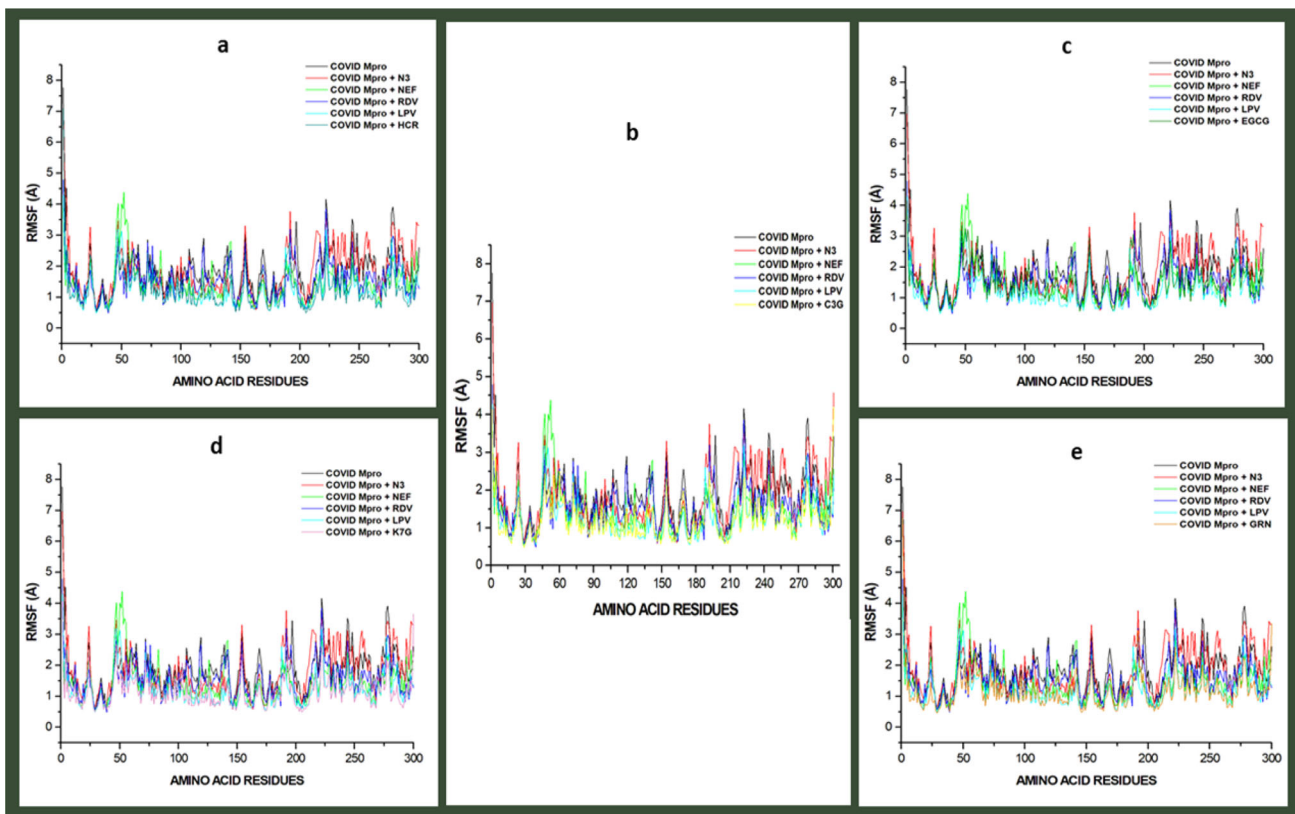 a
COVID Mpro
COVID Mpro + N3
COVID Mpro + NEF
COVID Mpro + RDV
COVID Mpro + LPV
COVID Mpro + HCR
8
7
6
5
4
3
2
1
0
RMSF (Å)
0 50 100 150 200 250 300
AMINO ACID RESIDUES
b
COVID Mpro
COVID Mpro + N3
COVID Mpro + NEF
COVID Mpro + RDV
COVID Mpro + LPV
COVID Mpro + C3G
8
7
6
5
4
3
2
1
0
RMSF (Å)
0 30 60 90 120 150 180 210 240 270 300
AMINO ACID RESIDUES
c
COVID Mpro
COVID Mpro + N3
COVID Mpro + NEF
COVID Mpro + RDV
COVID Mpro + LPV
COVID Mpro + EGCG
8
7
6
5
4
3
2
1
0
RMSF (Å)
0 50 100 150 200 250 300
AMINO ACID RESIDUES
d
COVID Mpro
COVID Mpro + N3
COVID Mpro + NEF
COVID Mpro + RDV
COVID Mpro + LPV
COVID Mpro + K7G
8
7
6
5
4
3
2
1
0
RMSF (Å)
0 50 100 150 200 250 300
AMINO ACID RESIDUES
e
COVID Mpro
COVID Mpro + N3
COVID Mpro + NEF
COVID Mpro + RDV
COVID Mpro + LPV
COVID Mpro + GRN
8
7
6
5
4
3
2
1
0
RMSF (Å)
0 50 100 150 200 250 300
AMINO ACID RESIDUES